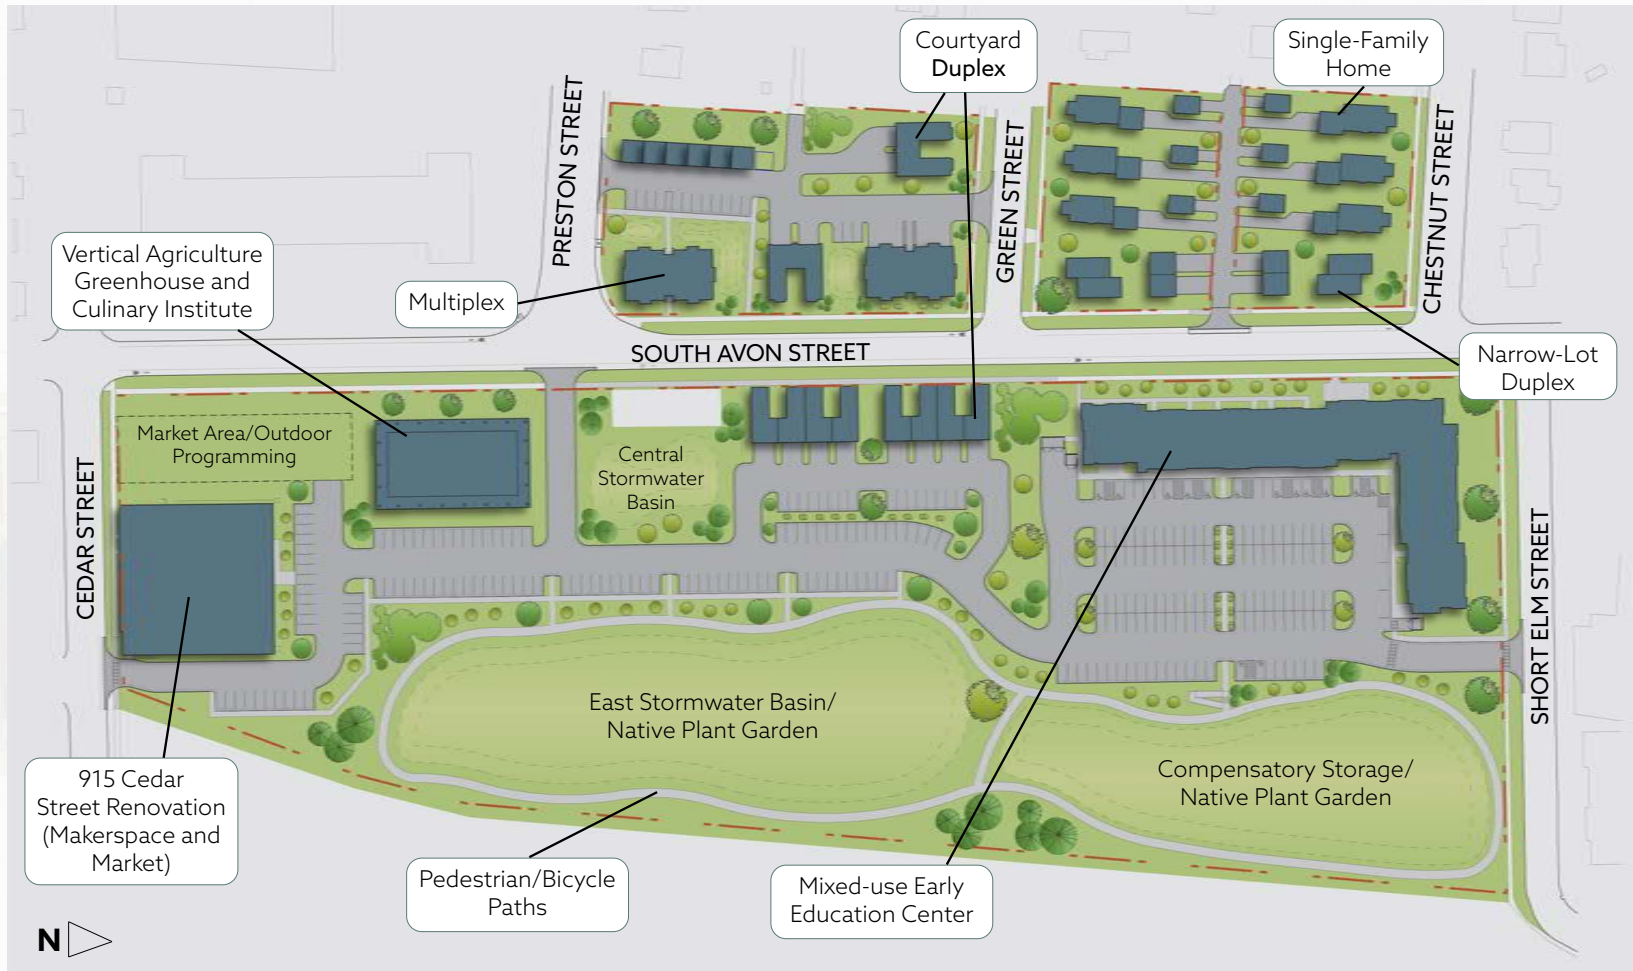 Courtyard
Duplex
Single-Family
Home
PRESTON STREET
GREEN STREET
CHESTNUT STREET
Vertical Agriculture
Greenhouse and
Culinary Institute
Multiplex
SOUTH AVON STREET
Narrow-Lot
Duplex
Market Area/Outdoor
Programming
Central
Stormwater
Basin
CEDAR STREET
SHORT ELM STREET
East Stormwater Basin/
Native Plant Garden
Compensatory Storage/
Native Plant Garden
915 Cedar
Street Renovation
(Makerspace and
Market)
Pedestrian/Bicycle
Paths
Mixed-use Early
Education Center
N